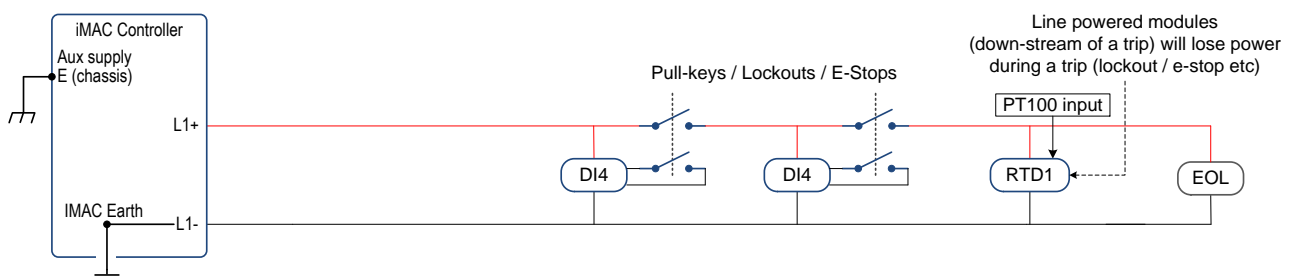 iMAC Controller
Aux supply
E (chassis)
L1+
IMAC Earth
L1-
Pull-keys / Lockouts / E-Stops
DI4
DI4
Line powered modules
(down-stream of a trip) will lose power
during a trip (lockout / e-stop etc)
PT100 input
RTD1
EOL